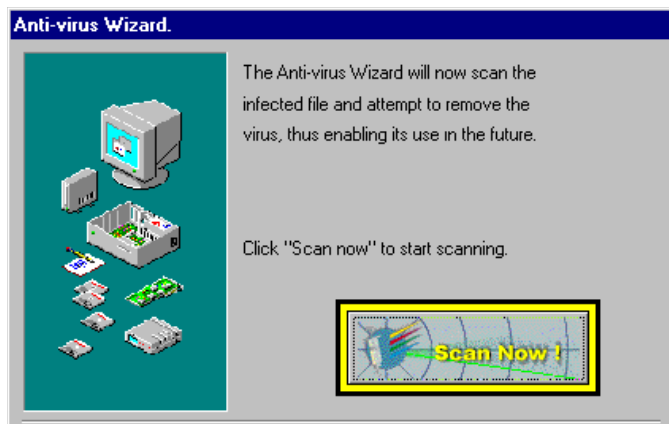 Anti-virus Wizard.
The Anti-virus Wizard will now scan the
infected file and attempt to remove the
virus, thus enabling its use in the future.
Click "Scan now" to start scanning.
Scan Now !